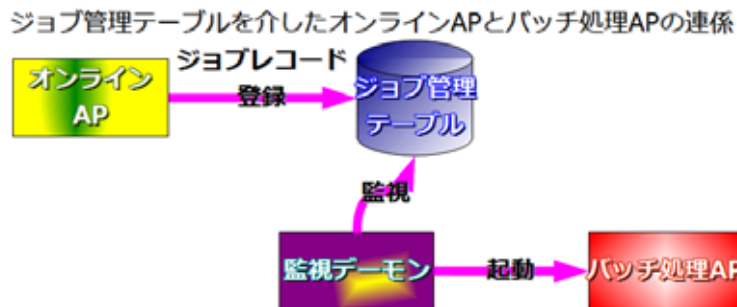 ジョブ管理テーブルを介したオンラインAPとバッチ処理APの連係
ジョブレコード
オンライン
AP
登録
ジョブ管理
テーブル
監視
監視デーモン
起動
バッチ処理AP